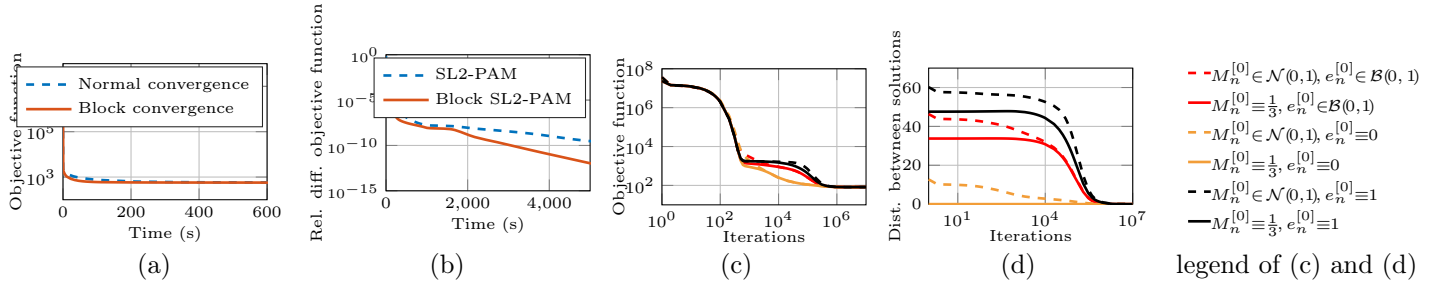 Objective function
10^5
10^3
Normal convergence
Block convergence
0 200 400 600
Time (s)
(a)
Rel. diff. objective function
10^0
10^−5
10^−10
10^−15
SL2-PAM
Block SL2-PAM
0 2,000 4,000
Time (s)
(b)
Objective function
10^8
10^6
10^4
10^2
10^0 10^2 10^4 10^6
Iterations
(c)
Dist. between solutions
60
40
20
0
10^1 10^4 10^7
Iterations
(d)
M_n^[0] ∈ N(0,1), e_n^[0] ∈ B(0,1)
M_n^[0] ≡ 1/3, e_n^[0] ∈ B(0,1)
M_n^[0] ∈ N(0,1), e_n^[0] ≡ 0
M_n^[0] ≡ 1/3, e_n^[0] ≡ 0
M_n^[0] ∈ N(0,1), e_n^[0] ≡ 1
M_n^[0] ≡ 1/3, e_n^[0] ≡ 1
legend of (c) and (d)